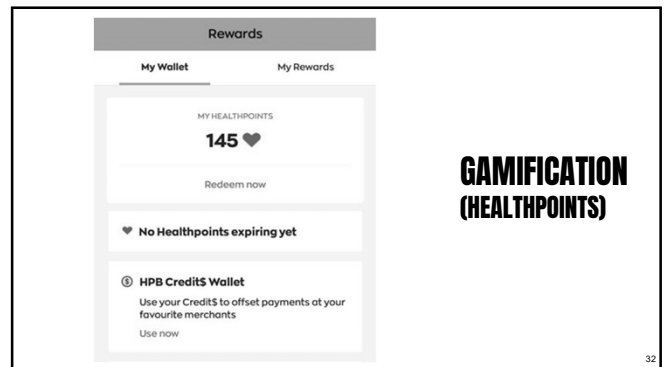 Rewards
My Wallet
My Rewards
MY HEALTHPOINTS
145
Redeem now
No Healthpoints expiring yet
HPB Credit$ Wallet
Use your Credit$ to offset payments at your
favourite merchants
Use now
GAMIFICATION
(HEALTHPOINTS)
32